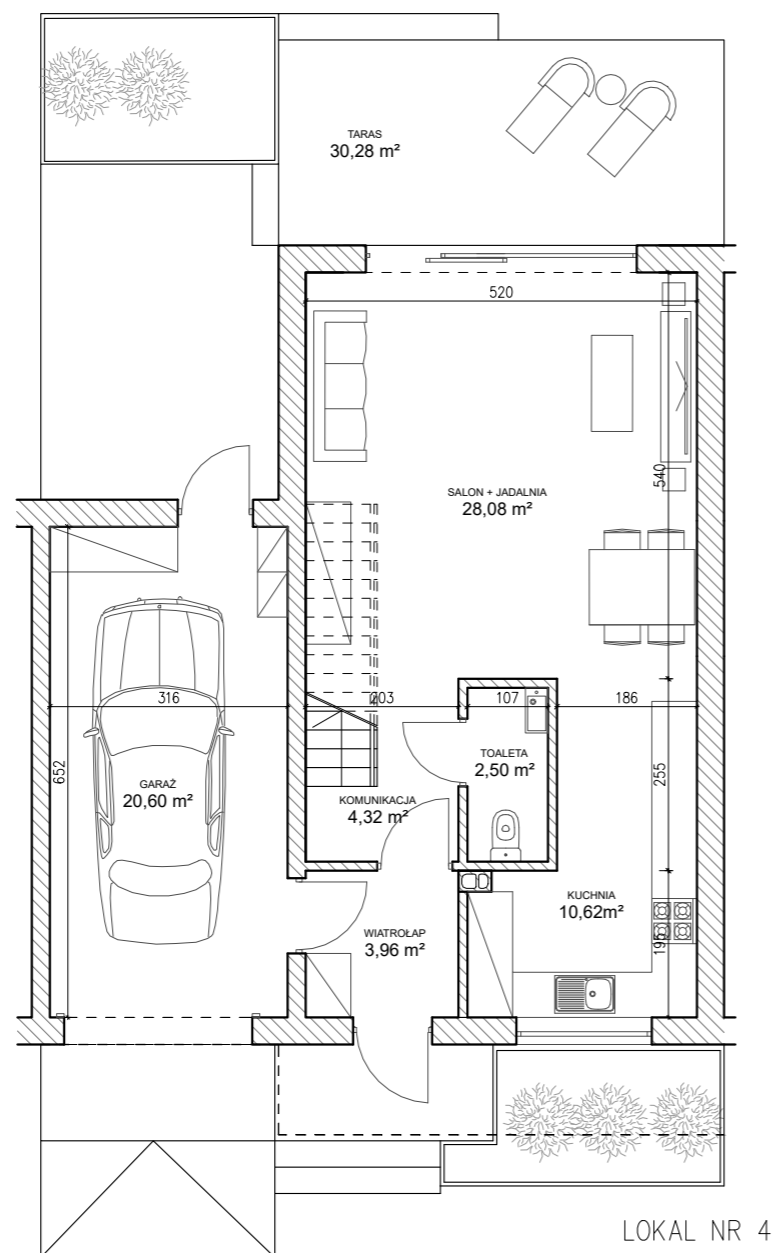 TARAS
30,28 m²
520
SALON + JADALNIA
28,08 m²
540
316
203
107
186
652
GARAŻ
20,60 m²
TOALETA
2,50 m²
255
KOMUNIKACJA
4,32 m²
KUCHNIA
10,62m²
WIATROŁAP
3,96 m²
195
LOKAL NR 4